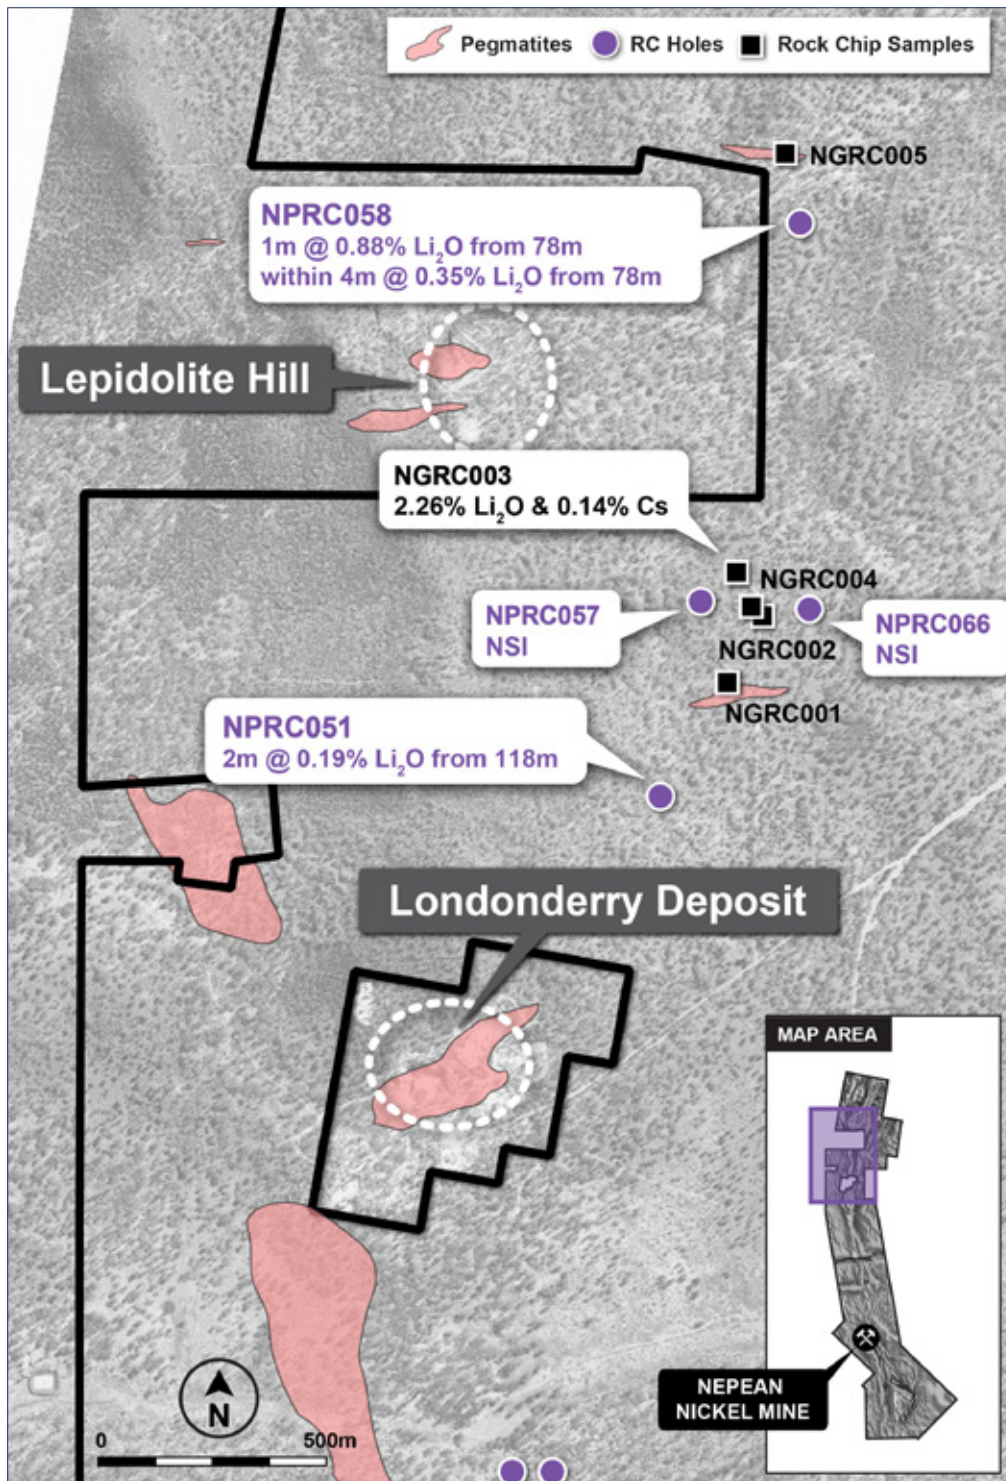 Pegmatites
RC Holes
Rock Chip Samples
NGRC005
NPRC058
1m @ 0.88% Li₂O from 78m
within 4m @ 0.35% Li₂O from 78m
Lepidolite Hill
NGRC003
2.26% Li₂O & 0.14% Cs
NGRC004
NPRC057
NSI
NPRC066
NSI
NGRC002
NGRC001
NPRC051
2m @ 0.19% Li₂O from 118m
Londonderry Deposit
MAP AREA
NEPEAN
NICKEL MINE
N
0
500m